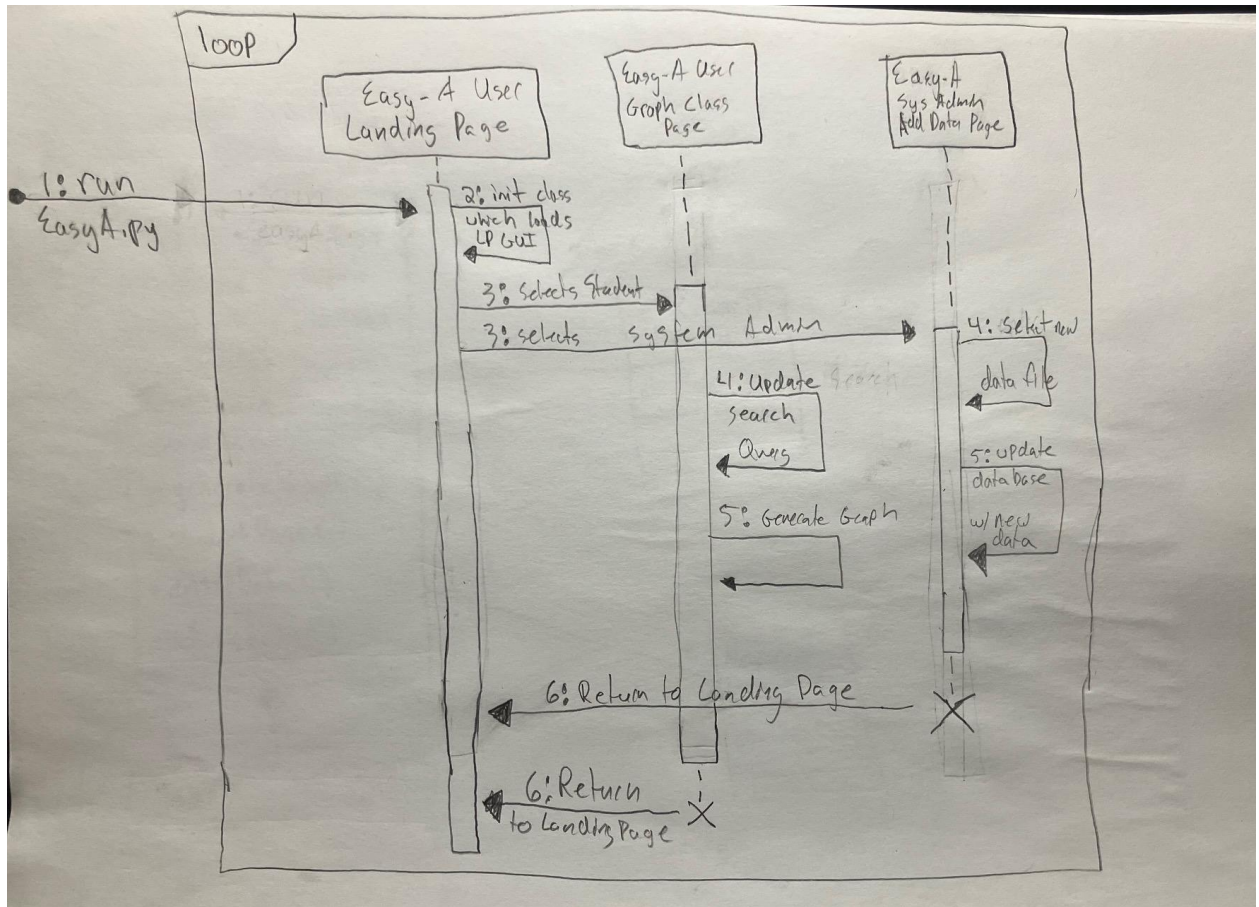 loop
Easy-A User
Landing Page
Easy-A User
Graph Class
Page
Easy-A
Sys Admin
Add Data Page
1: run
EasyA.py
2: init class
which loads
LP GUI
3: Selects Student
3: selects System Admin
4: Select new
data file
4: Update Search
search
Query
5: update
database
w/ new
data
5: Generate Graph
6: Return to Landing Page
6: Return
to Landing Page